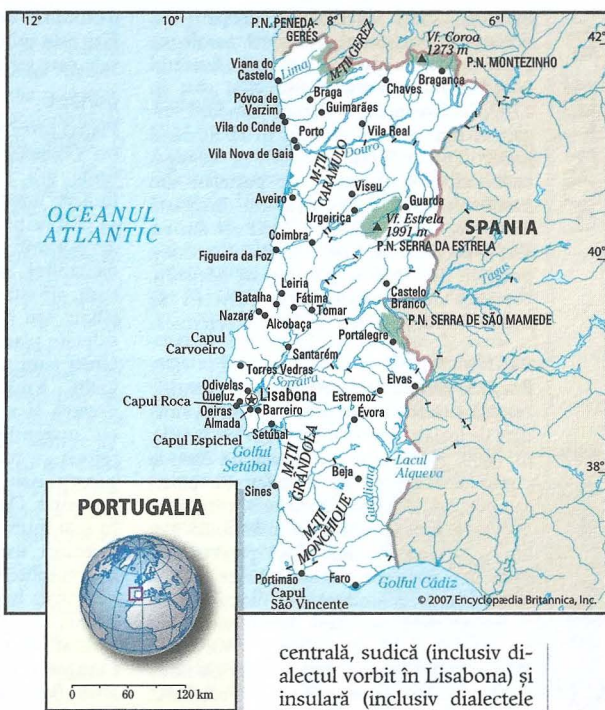 12°
10°
8°
6°
42°
P.N. PENEDA-
GERÊS
Vf. Coroa
1273 m
M-ȚII GEREZ
P.N. MONTEZINHO
Viana do
Castelo
Lima
Braga
Chaves
Bragança
Póvoa de
Varzim
Guimarães
Vila do Conde
Porto
Vila Real
Vila Nova de Gaia
Douro
M-ȚII
CARAMULO
Viseu
Aveiro
Guarda
Urgeiriça
Vf. Estrela
1991 m
OCEANUL
ATLANTIC
SPANIA
Coimbra
P.N. SERRA DA ESTRELA
40°
Figueira da Foz
Tagus
Leiria
Castelo
Branco
Batalha
Fátima
Tomar
Nazaré
Alcobaça
P.N. SERRA DE SÃO MAMEDE
Capul
Carvoeiro
Portalegre
Santarém
Torres Vedras
Sorraira
Odivelas
Elvas
Queluz
Lisabona
Estremoz
Capul Roca
Oeiras
Barreiro
Évora
Almada
Capul Espichel
Setúbal
Golful
Setúbal
M-ȚII
GRÂNDOLA
Lacul
Alqueva
38°
Beja
Guadiana
Sines
M-ȚII
MONCHIQUE
Portimão
Faro
Golful Cádiz
Capul
São Vincente
© 2007 Encyclopædia Britannica, Inc.
PORTUGALIA
0 60 120 km
centrală, sudică (inclusiv di-
alectul vorbit în Lisabona) și
insulară (inclusiv dialectele